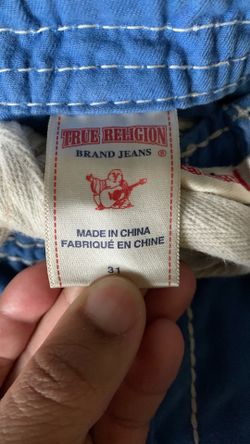 TRUE RELIGION
BRAND JEANS ®
MADE IN CHINA
FABRIQUÉ EN CHINE
31